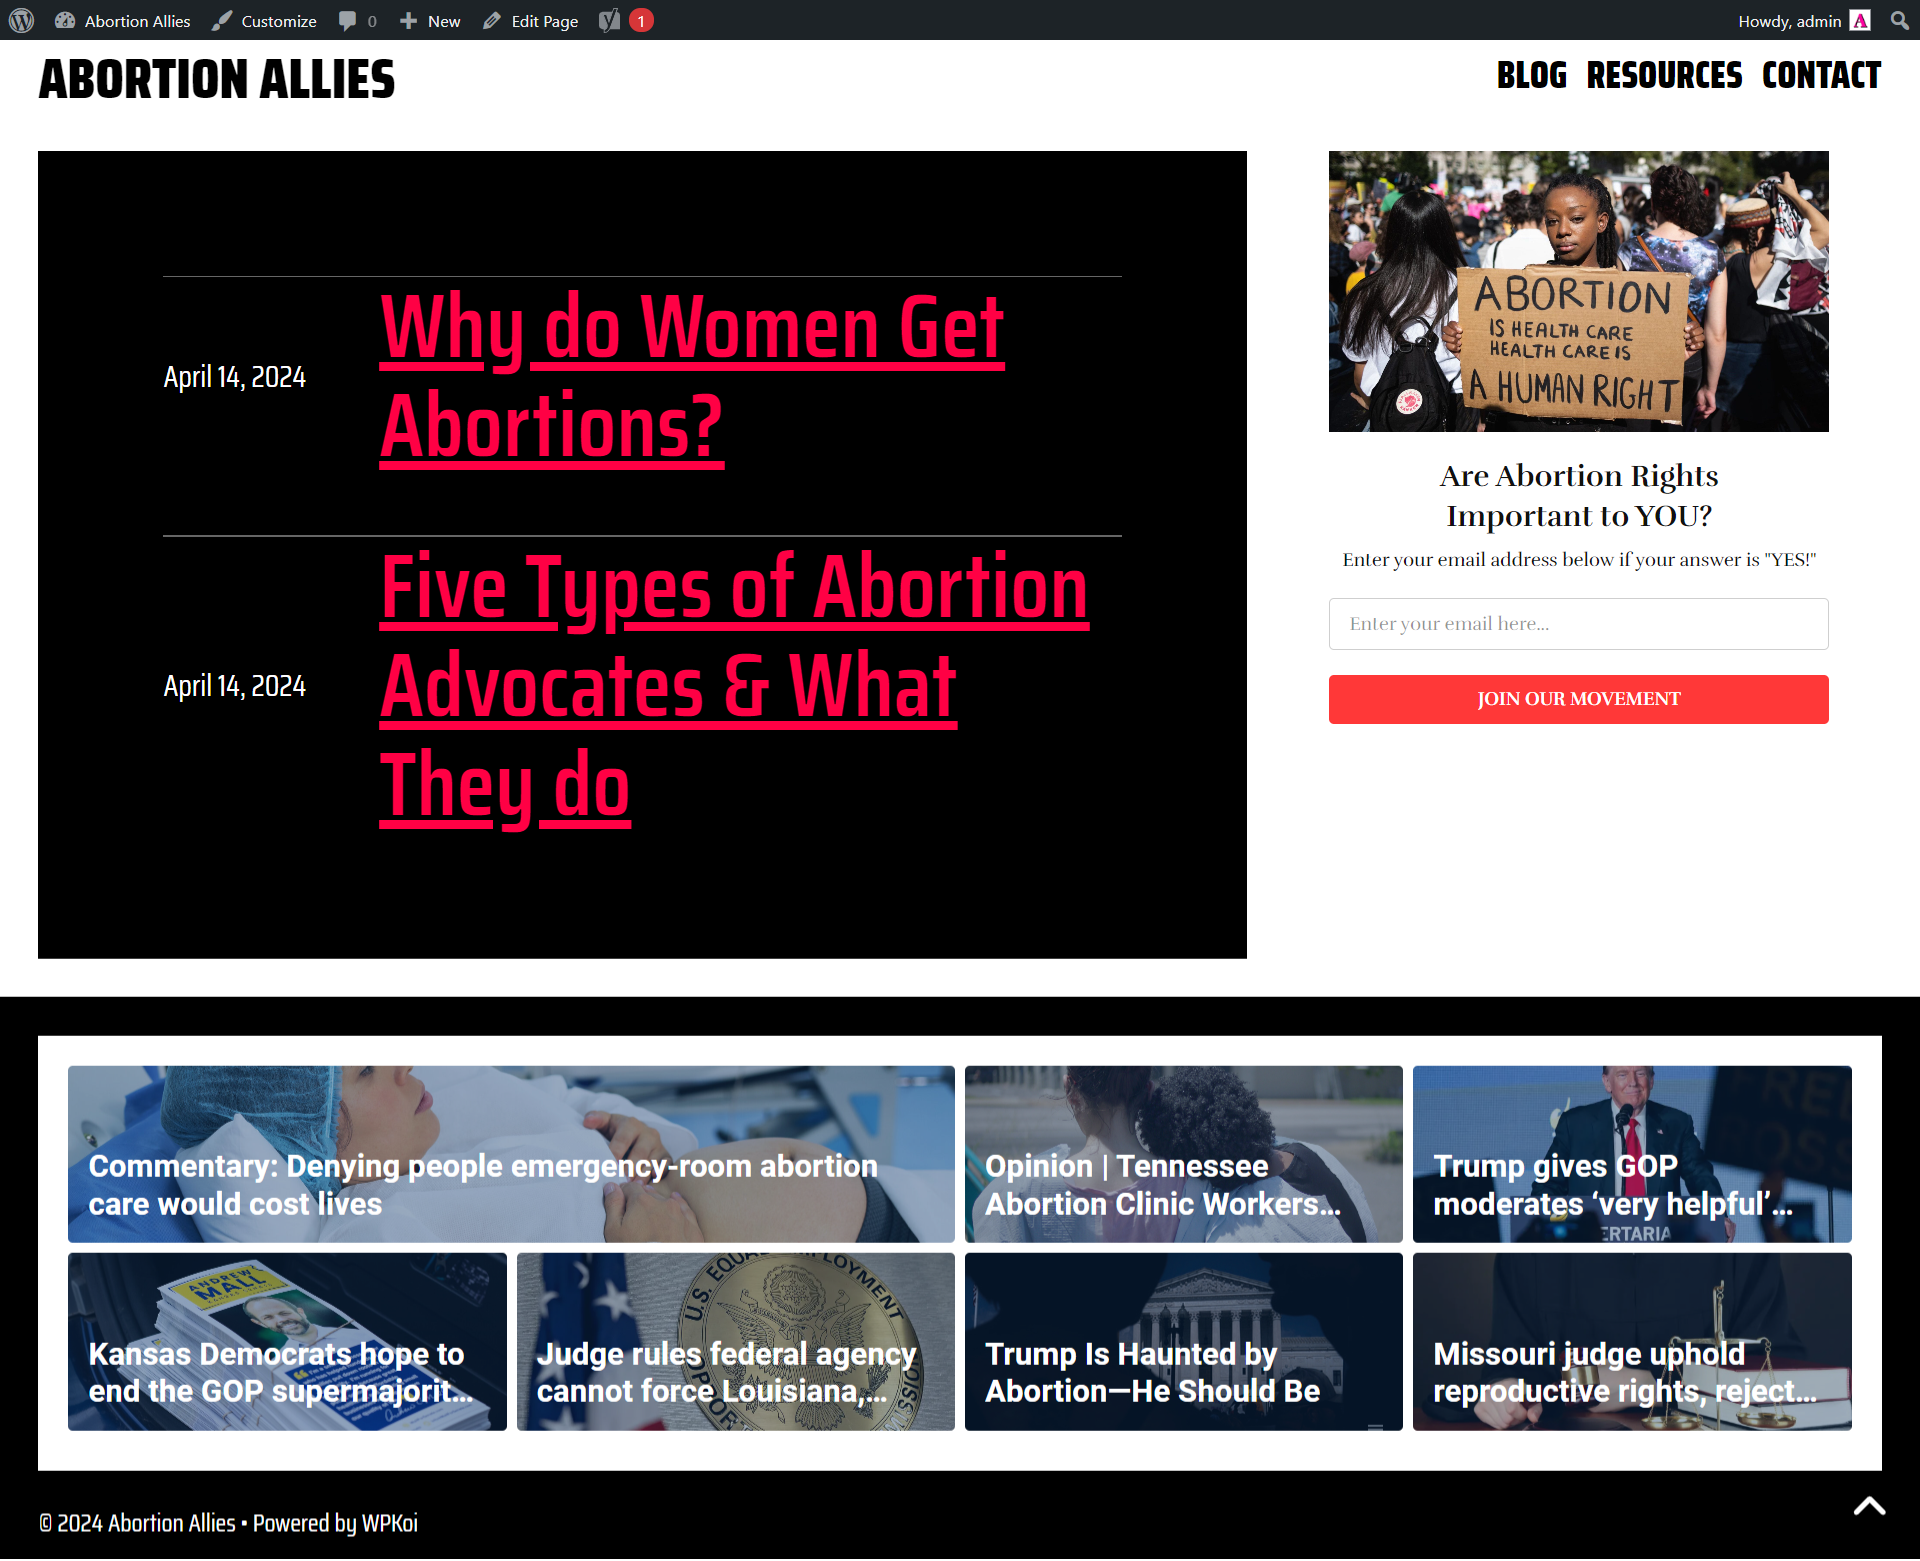 Abortion Allies Customize 0 New Edit Page 1 Howdy, admin A
ABORTION ALLIES
BLOG RESOURCES CONTACT
April 14, 2024
Why do Women Get
Abortions?
April 14, 2024
Five Types of Abortion
Advocates & What
They do
ABORTION
IS HEALTH CARE
HEALTH CARE IS
A HUMAN RIGHT
Are Abortion Rights
Important to YOU?
Enter your email address below if your answer is "YES!"
Enter your email here...
JOIN OUR MOVEMENT
Commentary: Denying people emergency-room abortion
care would cost lives
Opinion | Tennessee
Abortion Clinic Workers...
Trump gives GOP
moderates ‘very helpful’...
ERTARIA
ANDREW
MALL
Kansas Democrats hope to
end the GOP supermajorit...
U.S. EQUAL EMPLOYMENT
Judge rules federal agency
cannot force Louisiana,...
Trump Is Haunted by
Abortion—He Should Be
Missouri judge uphold
reproductive rights, reject...
© 2024 Abortion Allies • Powered by WPKoi